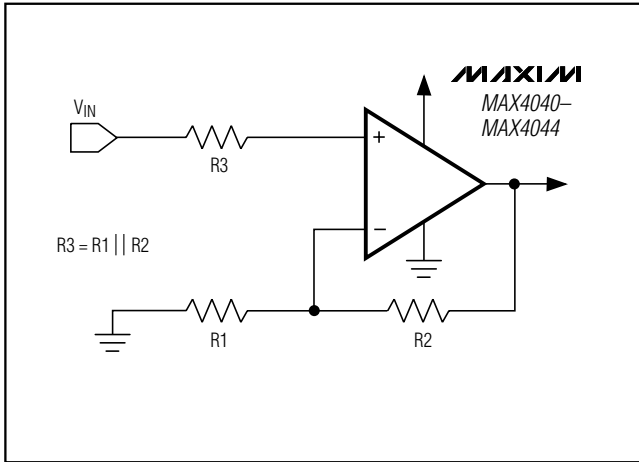 MAXIM
MAX4040–
MAX4044
VIN
+
R3
−
R3 = R1 || R2
R1
R2